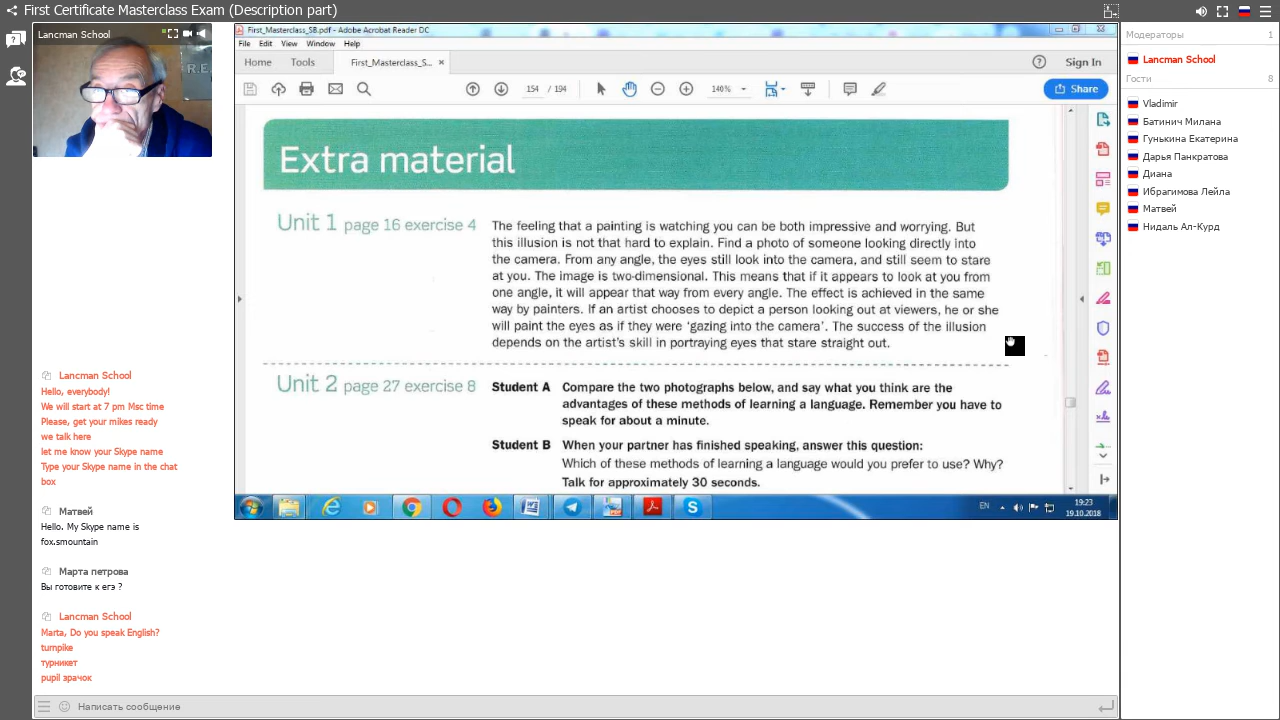 First Certificate Masterclass Exam (Description part)
Lancman School
First_Masterclass_SB.pdf - Adobe Acrobat Reader DC
File Edit View Window Help
Home Tools First_Masterclass_S... × Sign In
154 / 194 140% Share
Extra material
Unit 1 page 16 exercise 4
The feeling that a painting is watching you can be both impressive and worrying. But
this illusion is not that hard to explain. Find a photo of someone looking directly into
the camera. From any angle, the eyes still look into the camera, and still seem to stare
at you. The image is two-dimensional. This means that if it appears to look at you from
one angle, it will appear that way from every angle. The effect is achieved in the same
way by painters. If an artist chooses to depict a person looking out at viewers, he or she
will paint the eyes as if they were ‘gazing into the camera’. The success of the illusion
depends on the artist’s skill in portraying eyes that stare straight out.
Unit 2 page 27 exercise 8
Student A Compare the two photographs below, and say what you think are the
advantages of these methods of learning a language. Remember you have to
speak for about a minute.
Student B When your partner has finished speaking, answer this question:
Which of these methods of learning a language would you prefer to use? Why?
Talk for approximately 30 seconds.
EN
19:23
19.10.2018
Модераторы 1
Lancman School
Гости 8
Vladimir
Батинич Милана
Гунькина Екатерина
Дарья Панкратова
Диана
Ибрагимова Лейла
Матвей
Нидаль Ал-Курд
Lancman School
Hello, everybody!
We will start at 7 pm Msc time
Please, get your mikes ready
we talk here
let me know your Skype name
Type your Skype name in the chat
box
Матвей
Hello. My Skype name is
fox.smountain
Марта петрова
Вы готовите к егэ ?
Lancman School
Marta, Do you speak English?
turnpike
турникет
pupil зрачок
Написать сообщение